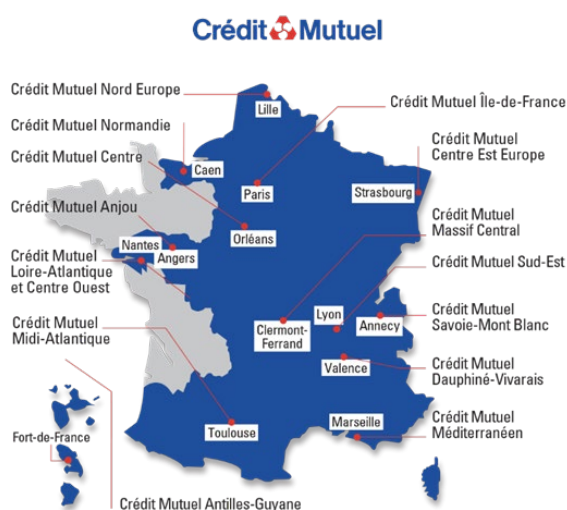 Crédit Mutuel
Crédit Mutuel Nord Europe
Lille
Crédit Mutuel Île-de-France
Crédit Mutuel Normandie
Crédit Mutuel
Centre Est Europe
Crédit Mutuel Centre
Caen
Paris
Strasbourg
Crédit Mutuel Anjou
Crédit Mutuel
Massif Central
Orléans
Nantes
Angers
Crédit Mutuel
Loire-Atlantique
et Centre Ouest
Crédit Mutuel Sud-Est
Crédit Mutuel
Midi-Atlantique
Lyon
Annecy
Crédit Mutuel
Savoie-Mont Blanc
Clermont-
Ferrand
Valence
Crédit Mutuel
Dauphiné-Vivarais
Fort-de-France
Toulouse
Marseille
Crédit Mutuel
Méditerranéen
Crédit Mutuel Antilles-Guyane